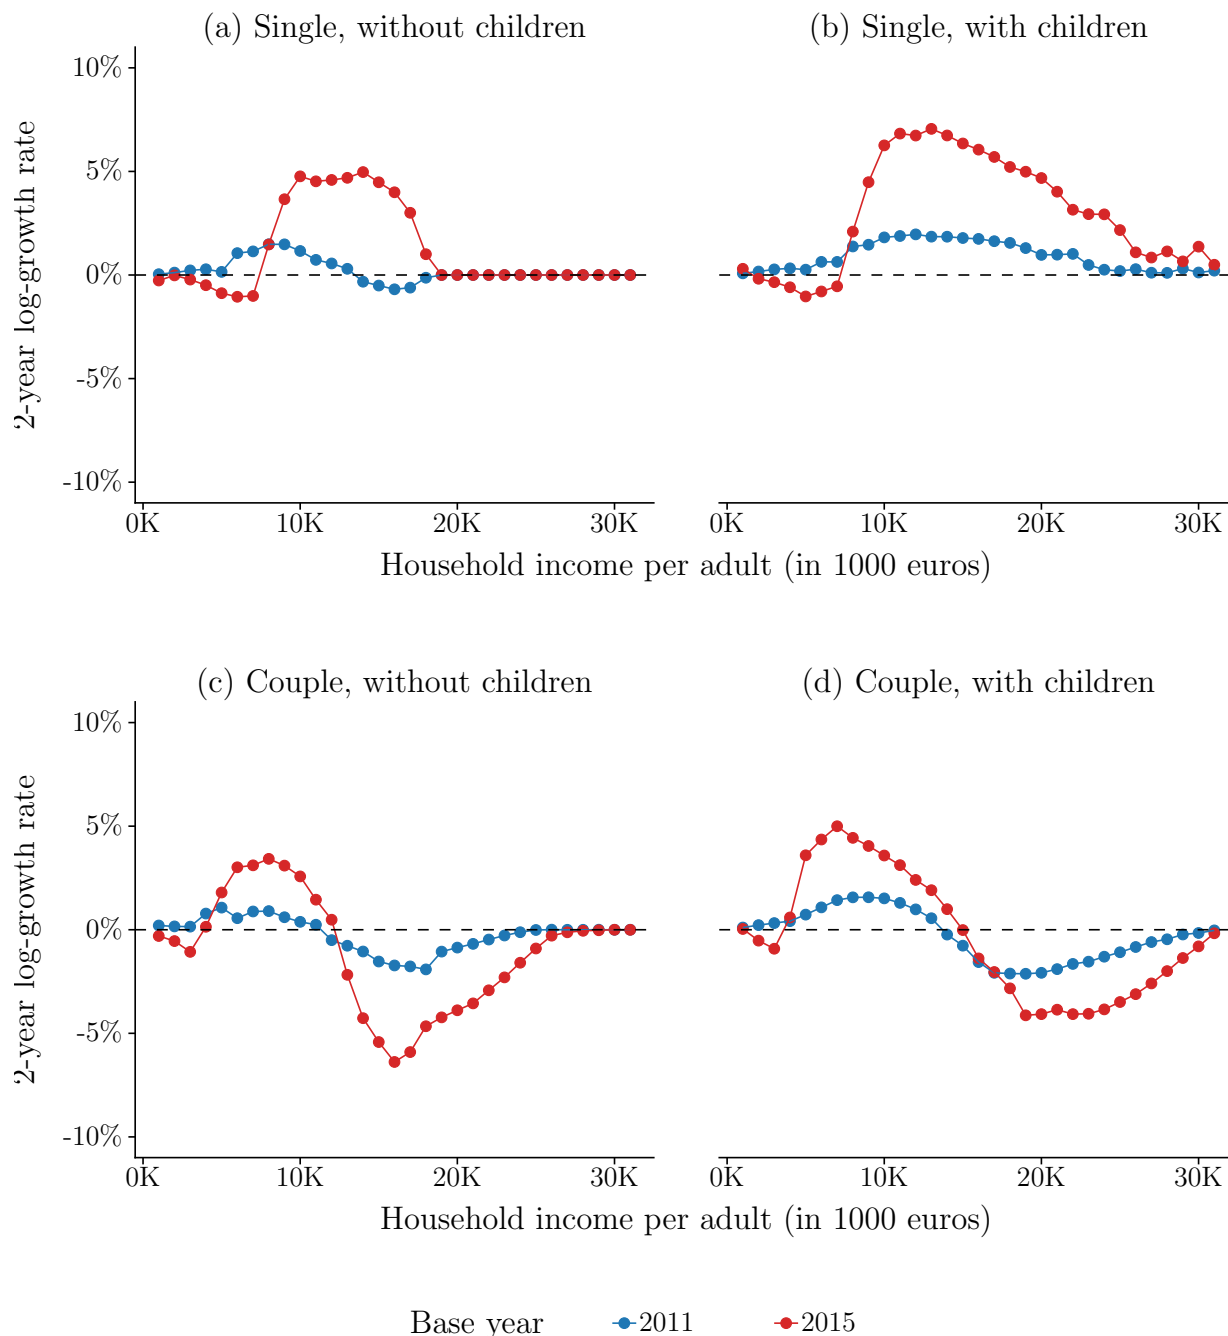 (a) Single, without children
(b) Single, with children
2-year log-growth rate
10%
5%
0%
-5%
-10%
0K 10K 20K 30K
0K 10K 20K 30K
Household income per adult (in 1000 euros)
(c) Couple, without children
(d) Couple, with children
2-year log-growth rate
10%
5%
0%
-5%
-10%
0K 10K 20K 30K
0K 10K 20K 30K
Household income per adult (in 1000 euros)
Base year 2011 2015